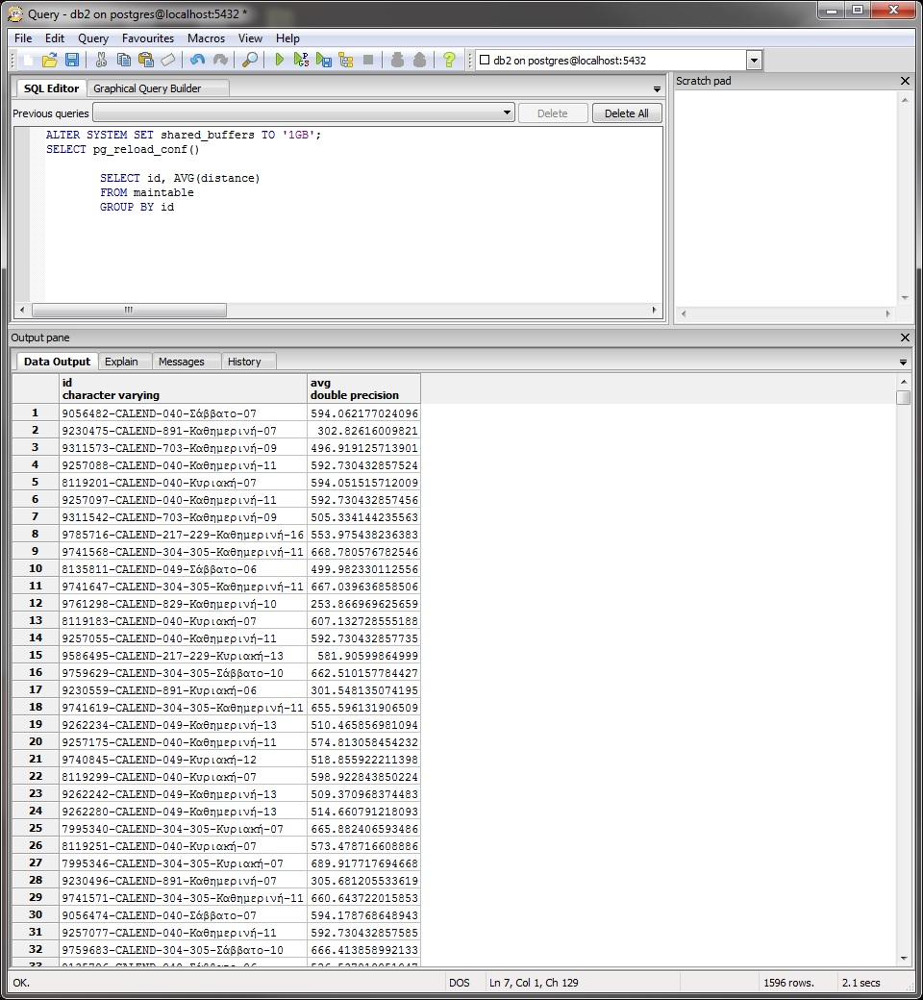 Query - db2 on postgres@localhost:5432 *
File Edit Query Favourites Macros View Help
db2 on postgres@localhost:5432
SQL Editor Graphical Query Builder
Previous queries Delete Delete All
ALTER SYSTEM SET shared_buffers TO '1GB';
SELECT pg_reload_conf()
SELECT id, AVG(distance)
FROM maintable
GROUP BY id
Scratch pad
Output pane
Data Output Explain Messages History
id avg
character varying double precision
1 9056482-CALEND-040-Σάββατο-07 594.062177024096
2 9230475-CALEND-891-Καθημερινή-07 302.82616009821
3 9311573-CALEND-703-Καθημερινή-09 496.919125713901
4 9257088-CALEND-040-Καθημερινή-11 592.730432857524
5 8119201-CALEND-040-Κυριακή-07 594.051515712009
6 9257097-CALEND-040-Καθημερινή-11 592.730432857456
7 9311542-CALEND-703-Καθημερινή-09 505.334144235563
8 9785716-CALEND-217-229-Καθημερινή-16 553.975438236383
9 9741568-CALEND-304-305-Καθημερινή-11 668.780576782546
10 8135811-CALEND-049-Σάββατο-06 499.982330112556
11 9741647-CALEND-304-305-Καθημερινή-11 667.039636858506
12 9761298-CALEND-829-Καθημερινή-10 253.866969625659
13 8119183-CALEND-040-Κυριακή-07 607.132728555188
14 9257055-CALEND-040-Καθημερινή-11 592.730432857735
15 9586495-CALEND-217-229-Κυριακή-13 581.90599864999
16 9759629-CALEND-304-305-Σάββατο-10 662.510157784427
17 9230559-CALEND-891-Κυριακή-06 301.548135074195
18 9741619-CALEND-304-305-Καθημερινή-11 655.596131906509
19 9262234-CALEND-049-Καθημερινή-13 510.465856981094
20 9257175-CALEND-040-Καθημερινή-11 574.813058454232
21 9740845-CALEND-049-Κυριακή-12 518.855922211398
22 8119299-CALEND-040-Κυριακή-07 598.922843850224
23 9262242-CALEND-049-Καθημερινή-13 509.370968374483
24 9262280-CALEND-049-Καθημερινή-13 514.660791218093
25 7995340-CALEND-304-305-Κυριακή-07 665.882406593486
26 8119251-CALEND-040-Κυριακή-07 573.478716608886
27 7995346-CALEND-304-305-Κυριακή-07 689.917717694668
28 9230496-CALEND-891-Καθημερινή-07 305.681205533619
29 9741571-CALEND-304-305-Καθημερινή-11 660.643722015853
30 9056474-CALEND-040-Σάββατο-07 594.178768648943
31 9257077-CALEND-040-Καθημερινή-11 592.730432857585
32 9759683-CALEND-304-305-Σάββατο-10 666.413858992133
OK. DOS Ln 7, Col 1, Ch 129 1596 rows. 2.1 secs